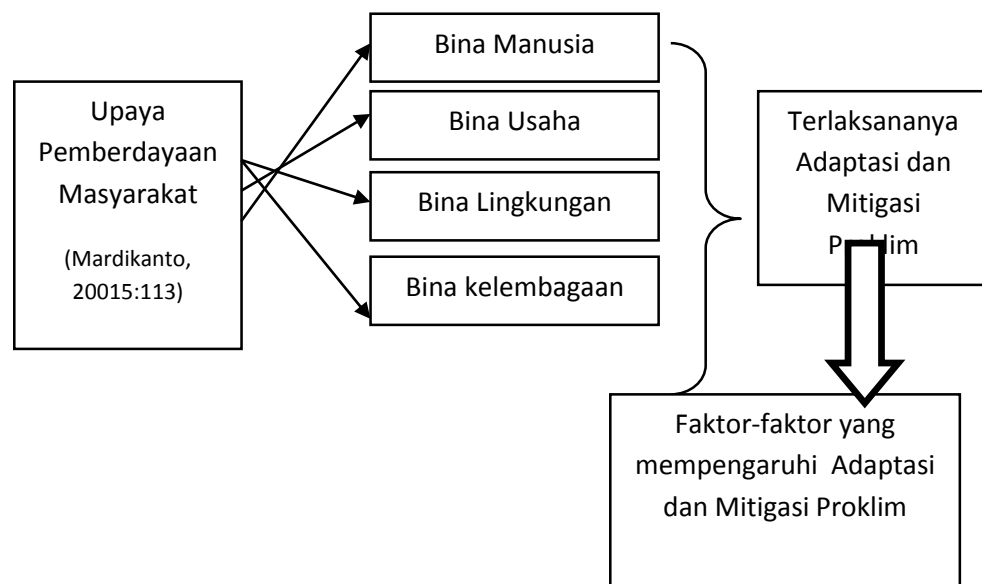 Upaya
Pemberdayaan
Masyarakat
(Mardikanto,
20015:113)
Bina Manusia
Bina Usaha
Bina Lingkungan
Bina kelembagaan
Terlaksananya
Adaptasi dan
Mitigasi
Proklim
Faktor-faktor yang
mempengaruhi Adaptasi
dan Mitigasi Proklim